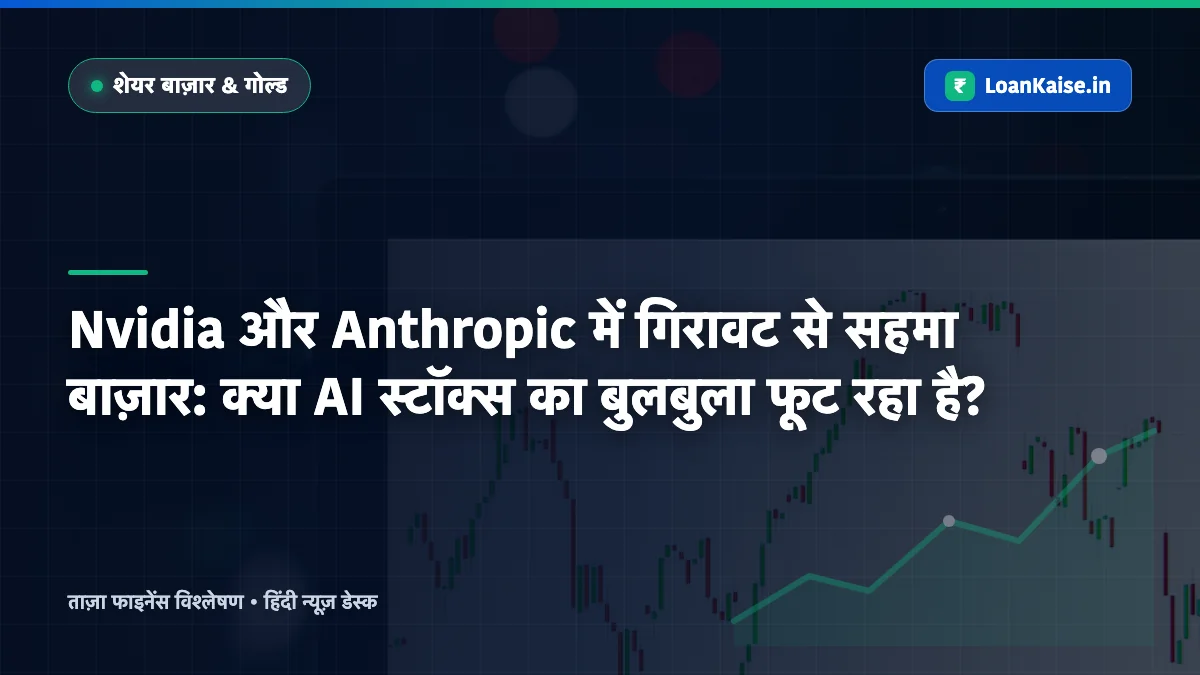 शेयर बाज़ार & गोल्ड
₹ LoanKaise.in
Nvidia और Anthropic में गिरावट से सहमा
बाज़ार: क्या AI स्टॉक्स का बुलबुला फूट रहा है?
ताज़ा फाइनेंस विश्लेषण • हिंदी न्यूज़ डेस्क